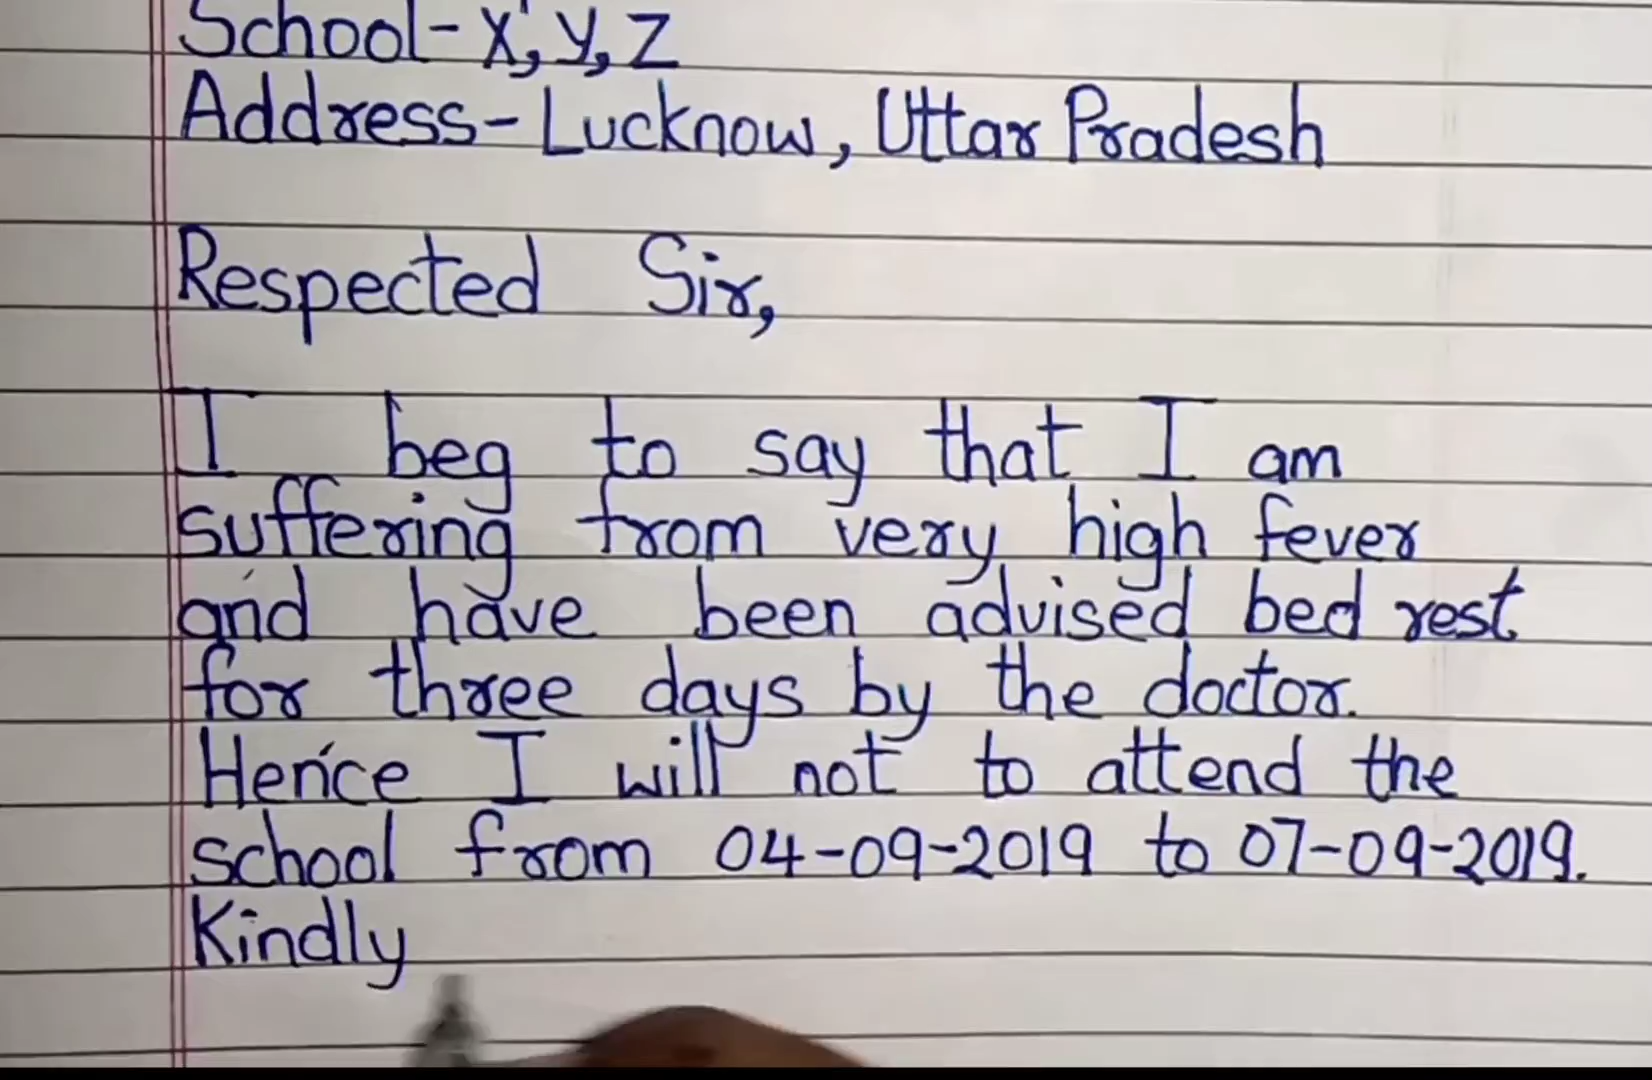 School-X, Y, Z
Address-Lucknow, Uttar Pradesh
Respected Sir,
I beg to say that I am
suffering from very high fever
and have been advised bed rest
for three days by the doctor.
Hence I will not to attend the
school from 04-09-2019 to 07-09-2019.
Kindly